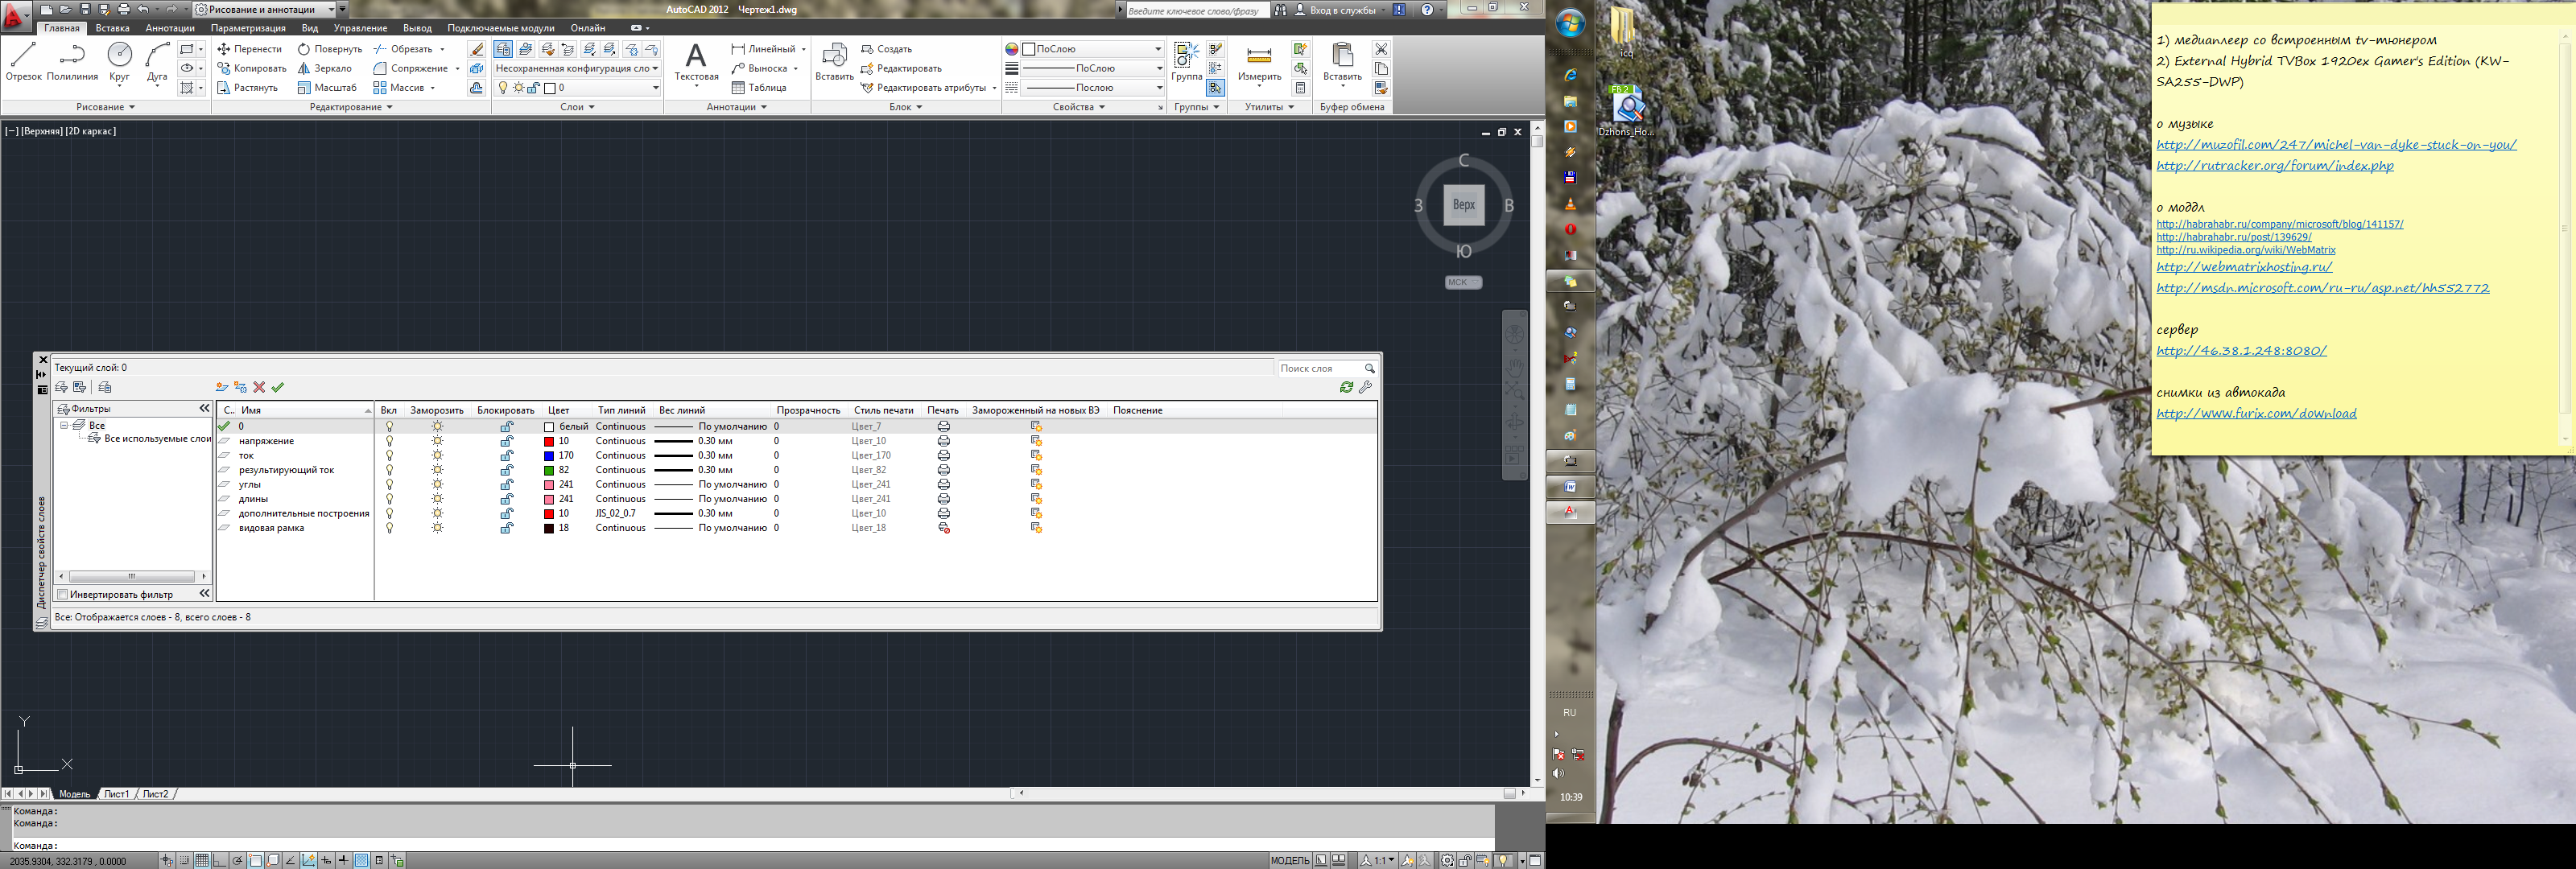 Рисование и аннотации
AutoCAD 2012 Чертеж1.dwg
Введите ключевое слово/фразу
Вход в службы
Главная Вставка Аннотации Параметризация Вид Управление Вывод Подключаемые модули Онлайн
Отрезок Полилиния Круг Дуга
Перенести Повернуть Обрезать
Копировать Зеркало Сопряжение
Растянуть Масштаб Массив
Несохраненная конфигурация сло
0
Текстовая
Линейный
Выноска
Таблица
Вставить
Создать
Редактировать
Редактировать атрибуты
ПоСлою
ПоСлою
Послою
Группа
Измерить
Вставить
Рисование Редактирование Слои Аннотации Блок Свойства Группы Утилиты Буфер обмена
[−] [Верхняя] [2D каркас]
С
З Верх В
Ю
МСК
Диспетчер свойств слоев
Текущий слой: 0
Поиск слоя
Фильтры
Все
Все используемые слои
Инвертировать фильтр
С.. Имя Вкл Заморозить Блокировать Цвет Тип линий Вес линий Прозрачность Стиль печати Печать Замороженный на новых ВЭ Пояснение
0 белый Continuous По умолчанию 0 Цвет_7
напряжение 10 Continuous 0.30 мм 0 Цвет_10
ток 170 Continuous 0.30 мм 0 Цвет_170
результирующий ток 82 Continuous 0.30 мм 0 Цвет_82
углы 241 Continuous По умолчанию 0 Цвет_241
длины 241 Continuous По умолчанию 0 Цвет_241
дополнительные построения 10 JIS_02_0.7 0.30 мм 0 Цвет_10
видовая рамка 18 Continuous По умолчанию 0 Цвет_18
Все: Отображается слоев - 8, всего слоев - 8
Y
X
Модель Лист1 Лист2
Команда:
Команда:
Команда:
2035.9304, 332.3179 , 0.0000
МОДЕЛЬ
1:1
RU
10:39
icq
Dzhons_Ho...
1) медиаплеер со встроенным tv-тюнером
2) External Hybrid TVBox 1920ex Gamer's Edition (KW-
SA255-DWP)
о музыке
http://muzofil.com/247/michel-van-dyke-stuck-on-you/
http://rutracker.org/forum/index.php
о моддл
http://habrahabr.ru/company/microsoft/blog/141157/
http://habrahabr.ru/post/139629/
http://ru.wikipedia.org/wiki/WebMatrix
http://webmatrixhosting.ru/
http://msdn.microsoft.com/ru-ru/asp.net/hh552772
сервер
http://46.38.1.248:8080/
снимки из автокада
http://www.furix.com/download